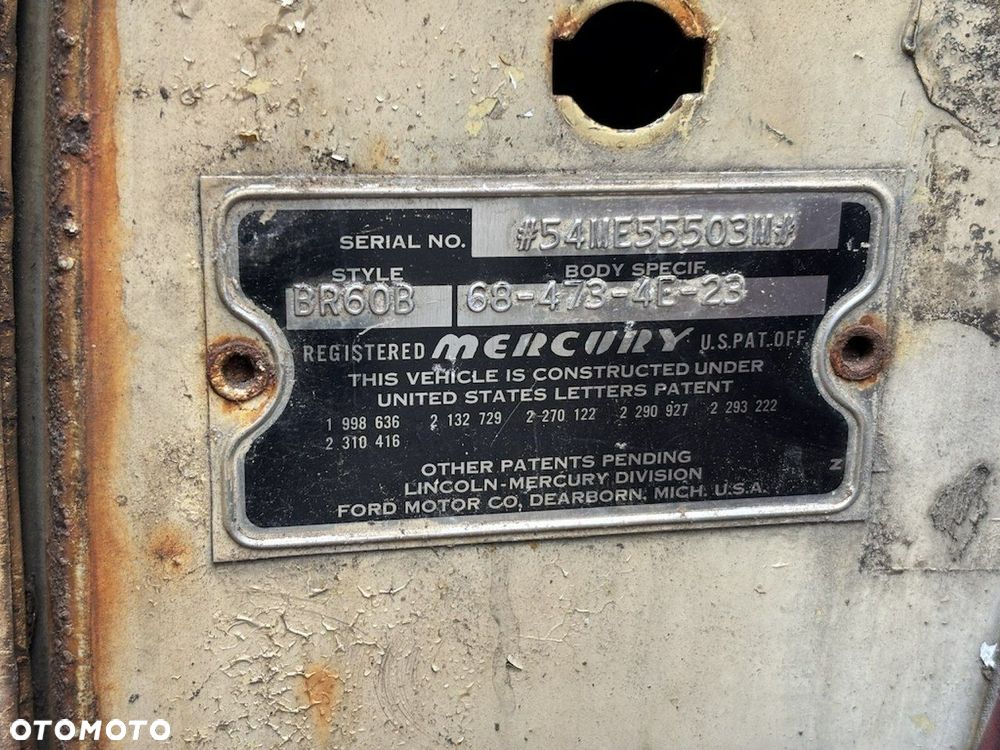 SERIAL NO. #54ME55503M#
STYLE BODY SPECIF.
BR60B 68-473-4E-23
REGISTERED MERCURY U.S.PAT.OFF.
THIS VEHICLE IS CONSTRUCTED UNDER
UNITED STATES LETTERS PATENT
1 998 636 2 132 729 2 270 122 2 290 927 2 293 222
2 310 416
OTHER PATENTS PENDING
LINCOLN-MERCURY DIVISION
FORD MOTOR CO, DEARBORN, MICH. U.S.A.
Z
OTOMOTO